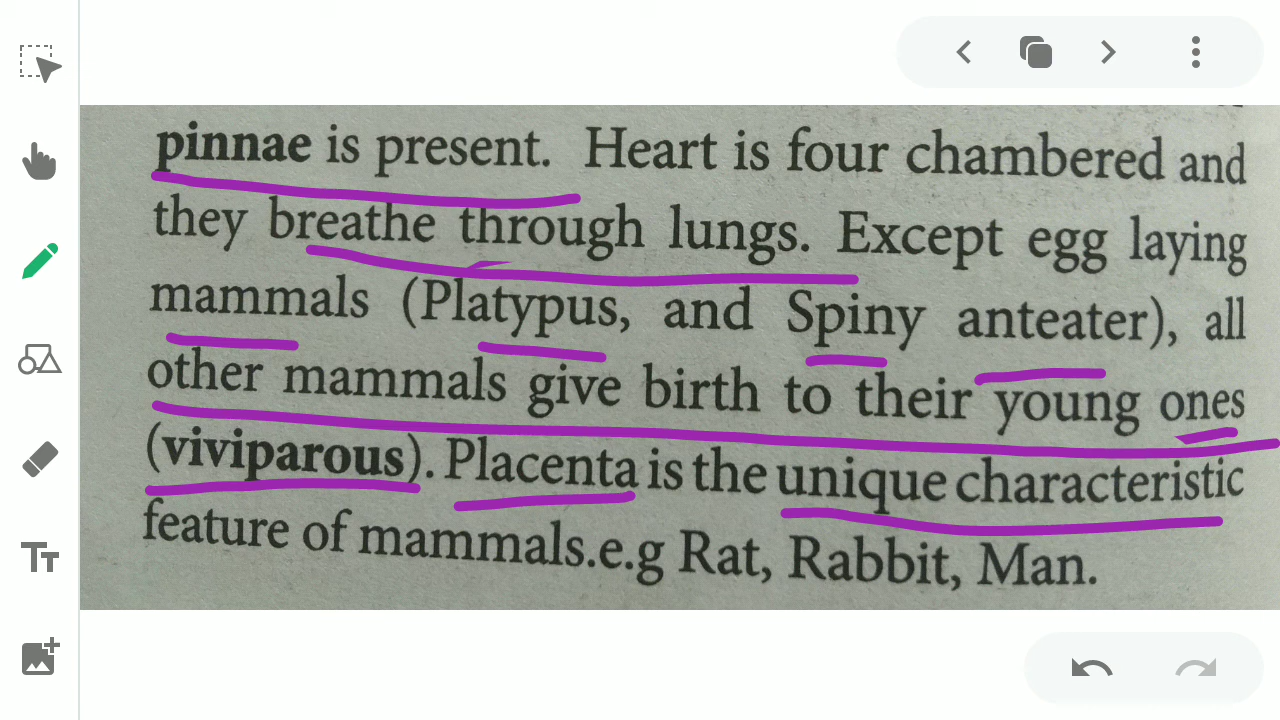 pinnae is present. Heart is four chambered and
they breathe through lungs. Except egg laying
mammals (Platypus, and Spiny anteater), all
other mammals give birth to their young ones
(viviparous). Placenta is the unique characteristic
feature of mammals.e.g Rat, Rabbit, Man.